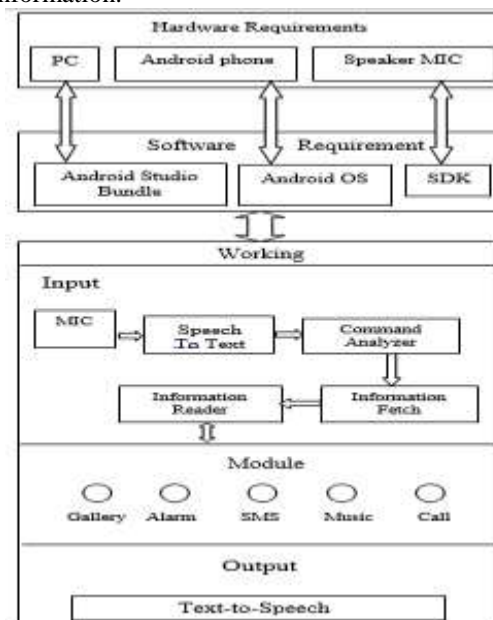 information.
Hardware Requirements
PC
Android phone
Speaker MIC
Software Requirement
Android Studio
Bundle
Android OS
SDK
Working
Input
MIC
Speech
To Text
Command
Analyzer
Information
Reader
Information
Fetch
Module
Gallery Alarm SMS Music Call
Output
Text-to-Speech